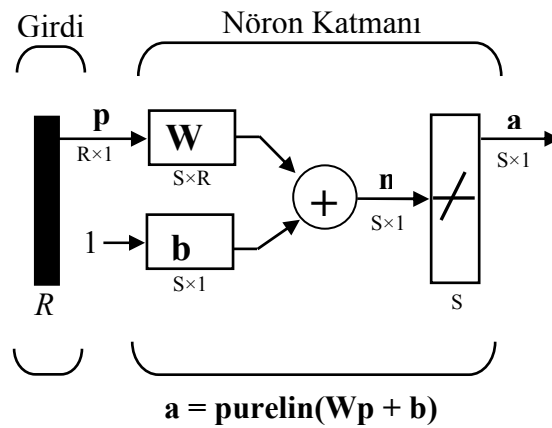 Girdi Nöron Katmanı
p W n a
R×1 S×R S×1 S×1
+
1 b
S×1
R S
a = purelin(Wp + b)